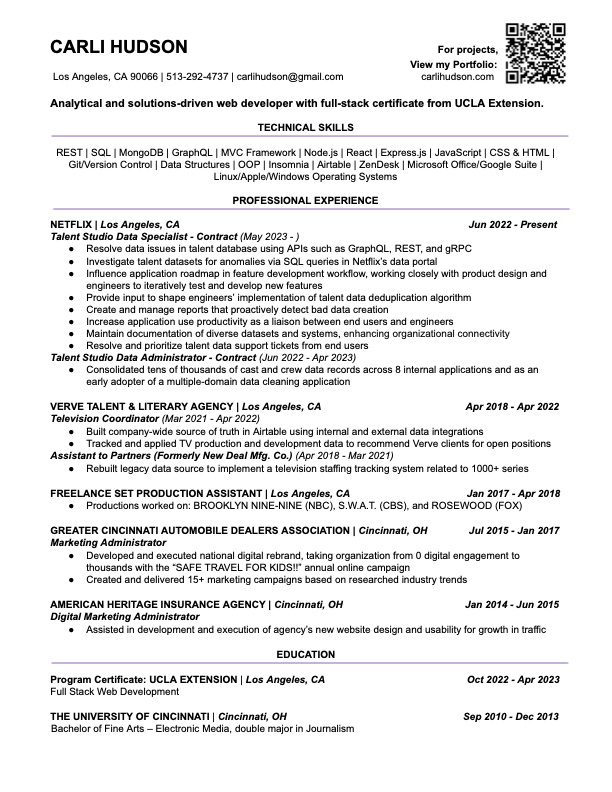 CARLI HUDSON
For projects,
View my Portfolio:
Los Angeles, CA 90066 | 513-292-4737 | carlihudson@gmail.com
carlihudson.com
Analytical and solutions-driven web developer with full-stack certificate from UCLA Extension.
TECHNICAL SKILLS
REST | SQL | MongoDB | GraphQL | MVC Framework | Node.js | React | Express.js | JavaScript | CSS & HTML |
Git/Version Control | Data Structures | OOP | Insomnia | Airtable | ZenDesk | Microsoft Office/Google Suite |
Linux/Apple/Windows Operating Systems
PROFESSIONAL EXPERIENCE
NETFLIX | Los Angeles, CA Jun 2022 - Present
Talent Studio Data Specialist - Contract (May 2023 - )
● Resolve data issues in talent database using APIs such as GraphQL, REST, and gRPC
● Investigate talent datasets for anomalies via SQL queries in Netflix's data portal
● Influence application roadmap in feature development workflow, working closely with product design and
engineers to iteratively test and develop new features
● Provide input to shape engineers' implementation of talent data deduplication algorithm
● Create and manage reports that proactively detect bad data creation
● Increase application use productivity as a liaison between end users and engineers
● Maintain documentation of diverse datasets and systems, enhancing organizational connectivity
● Resolve and prioritize talent data support tickets from end users
Talent Studio Data Administrator - Contract (Jun 2022 - Apr 2023)
● Consolidated tens of thousands of cast and crew data records across 8 internal applications and as an
early adopter of a multiple-domain data cleaning application
VERVE TALENT & LITERARY AGENCY | Los Angeles, CA Apr 2018 - Apr 2022
Television Coordinator (Mar 2021 - Apr 2022)
● Built company-wide source of truth in Airtable using internal and external data integrations
● Tracked and applied TV production and development data to recommend Verve clients for open positions
Assistant to Partners (Formerly New Deal Mfg. Co.) (Apr 2018 - Mar 2021)
● Rebuilt legacy data source to implement a television staffing tracking system related to 1000+ series
FREELANCE SET PRODUCTION ASSISTANT | Los Angeles, CA Jan 2017 - Apr 2018
● Productions worked on: BROOKLYN NINE-NINE (NBC), S.W.A.T. (CBS), and ROSEWOOD (FOX)
GREATER CINCINNATI AUTOMOBILE DEALERS ASSOCIATION | Cincinnati, OH Jul 2015 - Jan 2017
Marketing Administrator
● Developed and executed national digital rebrand, taking organization from 0 digital engagement to
thousands with the "SAFE TRAVEL FOR KIDS!!" annual online campaign
● Created and delivered 15+ marketing campaigns based on researched industry trends
AMERICAN HERITAGE INSURANCE AGENCY | Cincinnati, OH Jan 2014 - Jun 2015
Digital Marketing Administrator
● Assisted in development and execution of agency's new website design and usability for growth in traffic
EDUCATION
Program Certificate: UCLA EXTENSION | Los Angeles, CA Oct 2022 - Apr 2023
Full Stack Web Development
THE UNIVERSITY OF CINCINNATI | Cincinnati, OH Sep 2010 - Dec 2013
Bachelor of Fine Arts – Electronic Media, double major in Journalism